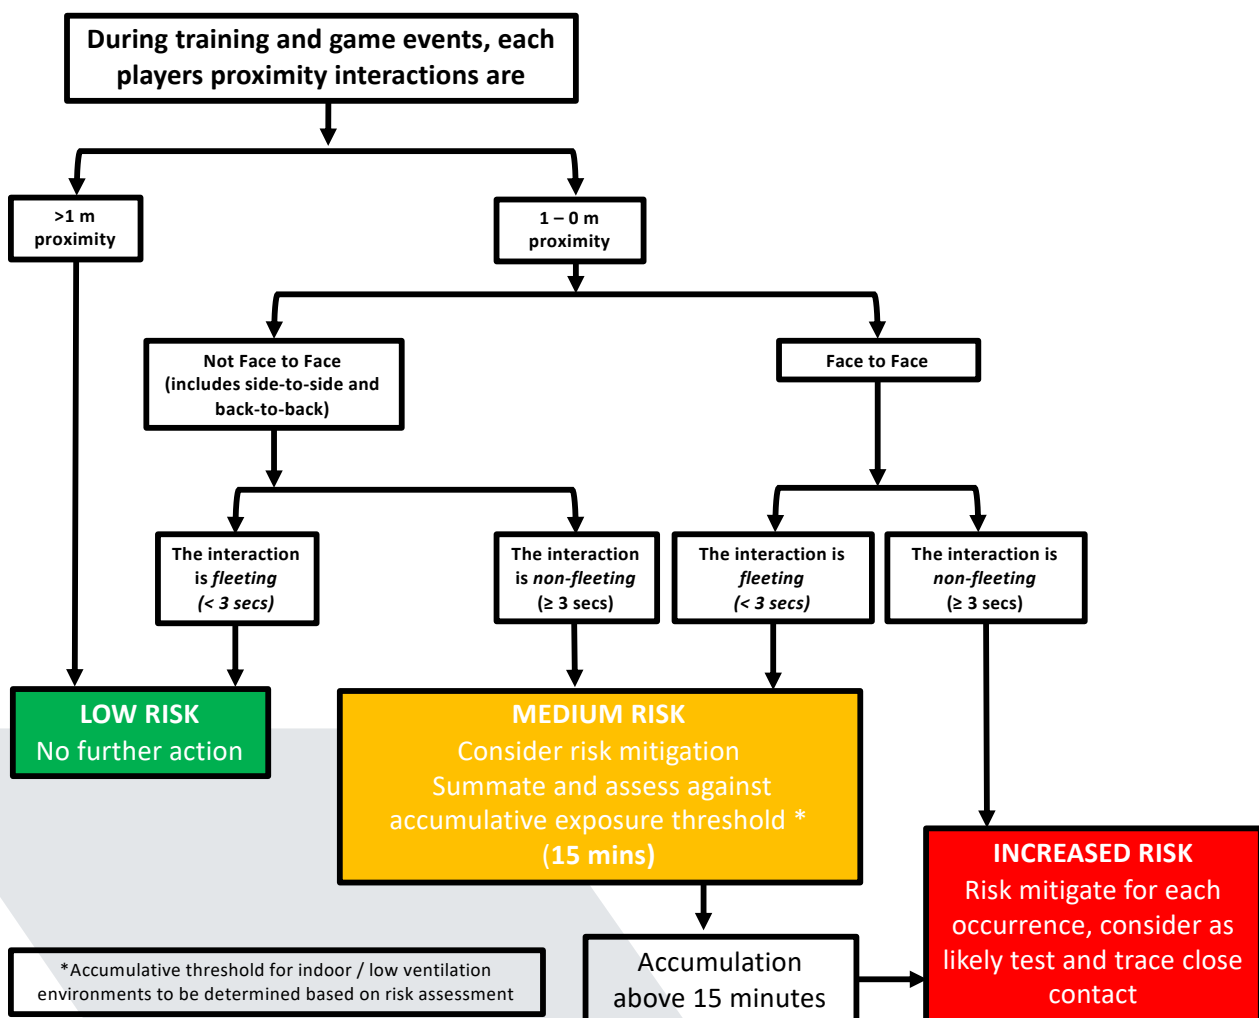 During training and game events, each
players proximity interactions are
>1 m
proximity
1 – 0 m
proximity
Not Face to Face
(includes side-to-side and
back-to-back)
Face to Face
The interaction
is fleeting
(< 3 secs)
The interaction
is non-fleeting
(≥ 3 secs)
The interaction is
fleeting
(< 3 secs)
The interaction is
non-fleeting
(≥ 3 secs)
LOW RISK
No further action
MEDIUM RISK
Consider risk mitigation
Summate and assess against
accumulative exposure threshold *
(15 mins)
INCREASED RISK
Risk mitigate for each
occurrence, consider as
likely test and trace close
contact
Accumulation
above 15 minutes
*Accumulative threshold for indoor / low ventilation
environments to be determined based on risk assessment